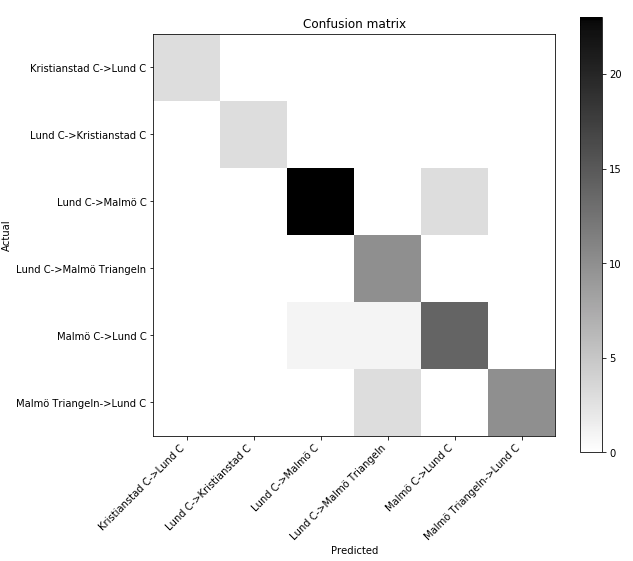 Confusion matrix
Kristianstad C->Lund C
Lund C->Kristianstad C
Lund C->Malmö C
Lund C->Malmö Triangeln
Malmö C->Lund C
Malmö Triangeln->Lund C
Actual
Kristianstad C->Lund C
Lund C->Kristianstad C
Lund C->Malmö C
Lund C->Malmö Triangeln
Malmö C->Lund C
Malmö Triangeln->Lund C
Predicted
20
15
10
5
0